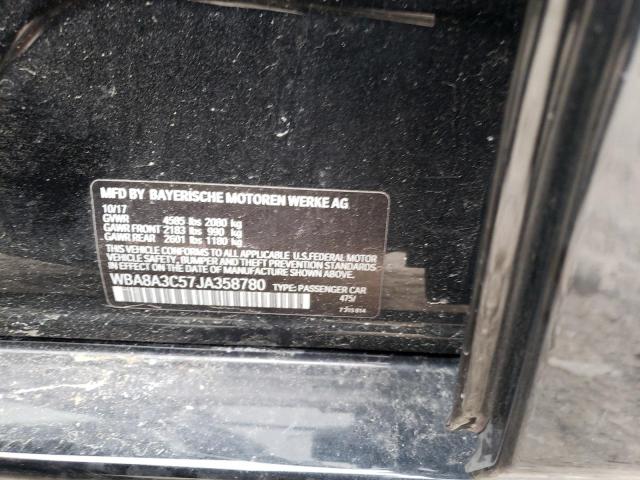 MFD BY BAYERISCHE MOTOREN WERKE AG
10/17
GVWR 4585 lbs 2080 kg
GAWR FRONT 2183 lbs 990 kg
GAWR REAR 2601 lbs 1180 kg
THIS VEHICLE CONFORMS TO ALL APPLICABLE U.S.FEDERAL MOTOR
VEHICLE SAFETY, BUMPER AND THEFT PREVENTION STANDARDS IN
EFFECT ON THE DATE OF MANUFACTURE SHOWN ABOVE.
WBA8A3C57JA358780 TYPE: PASSENGER CAR
475/